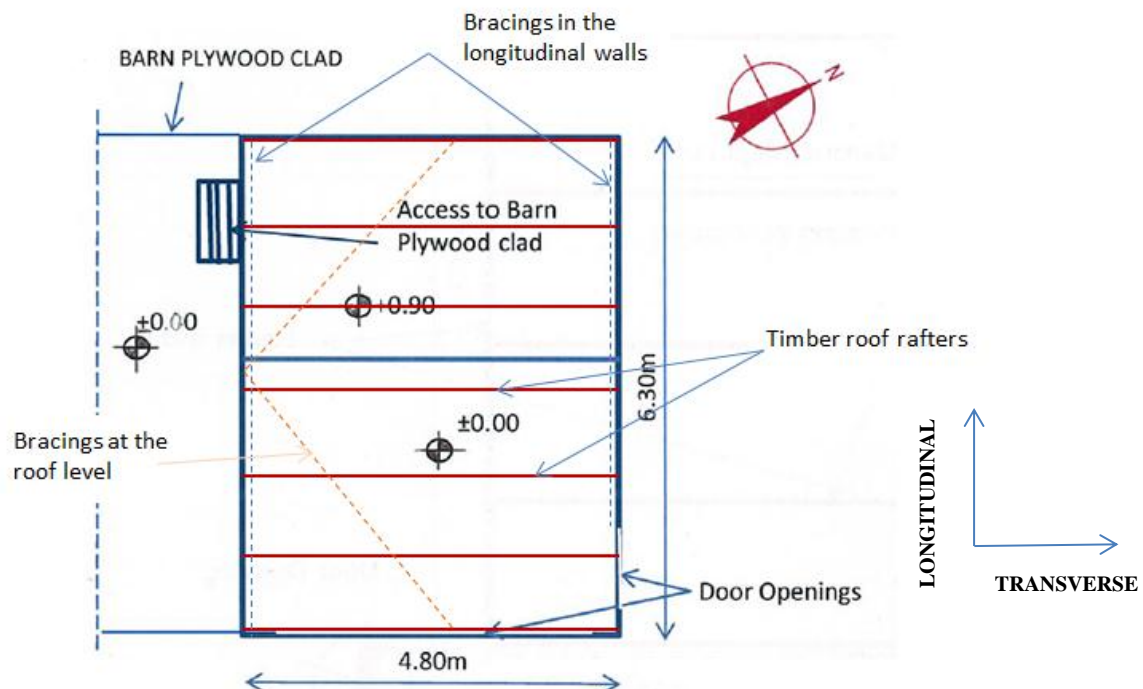 Bracings in the
longitudinal walls
BARN PLYWOOD CLAD
N
Access to Barn
Plywood clad
+0.90
±0.00
Timber roof rafters
6.30m
±0.00
Bracings at the
roof level
LONGITUDINAL
Door Openings
TRANSVERSE
4.80m